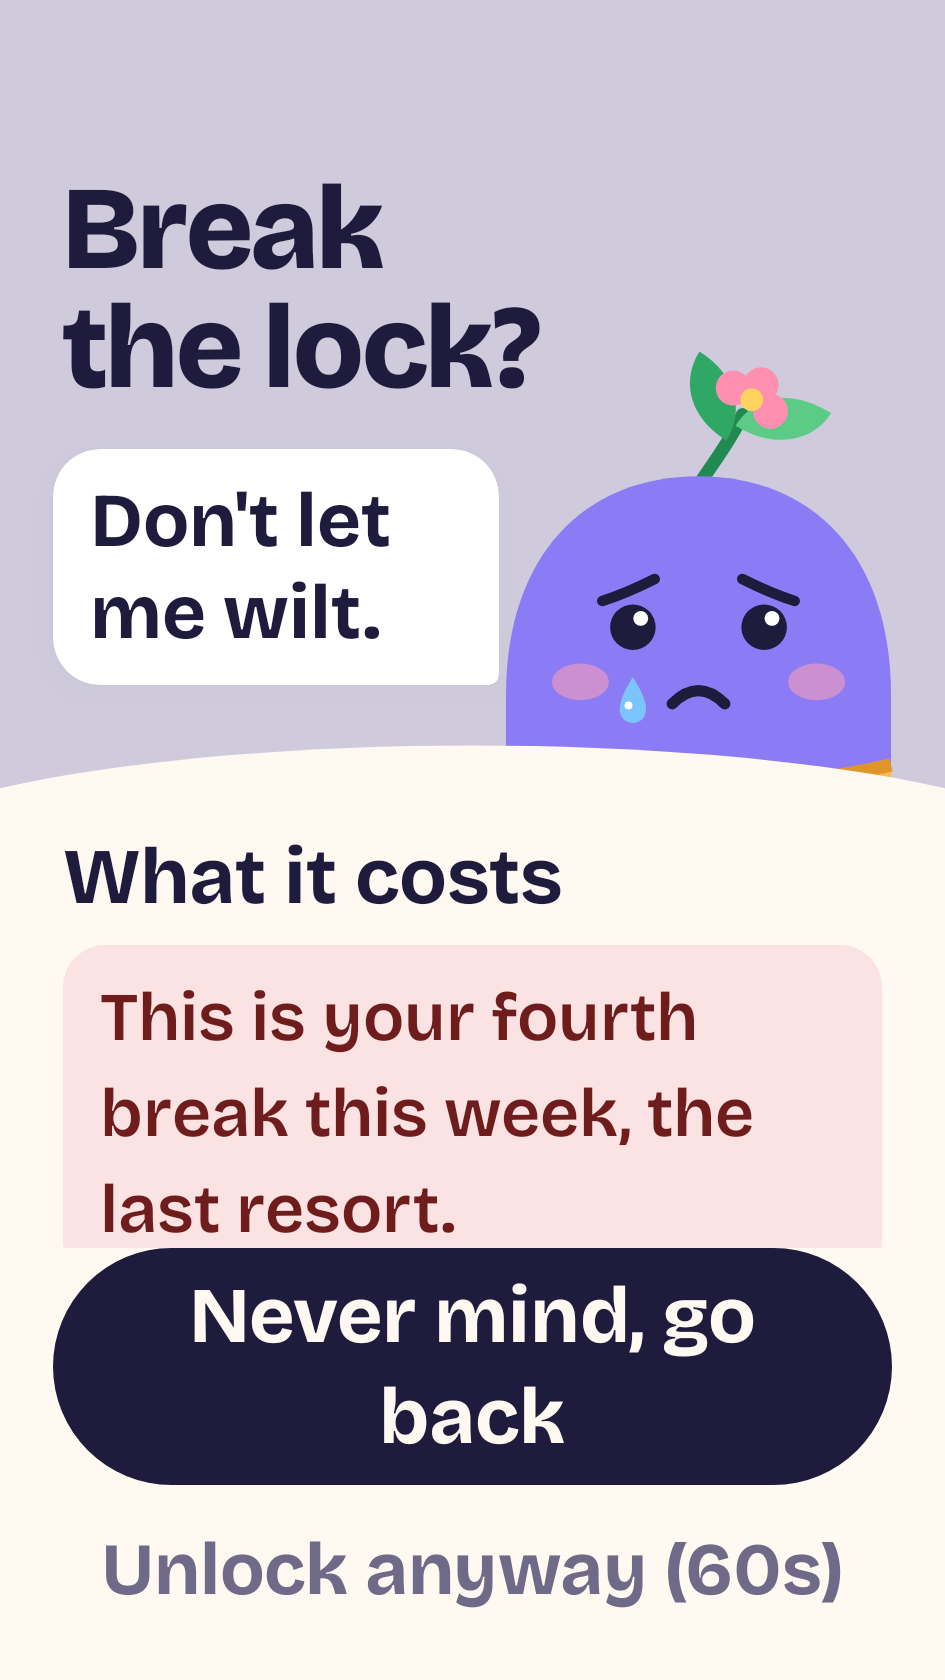 Break
the lock?
Don't let
me wilt.
What it costs
This is your fourth
break this week, the
last resort.
Never mind, go
back
Unlock anyway (60s)